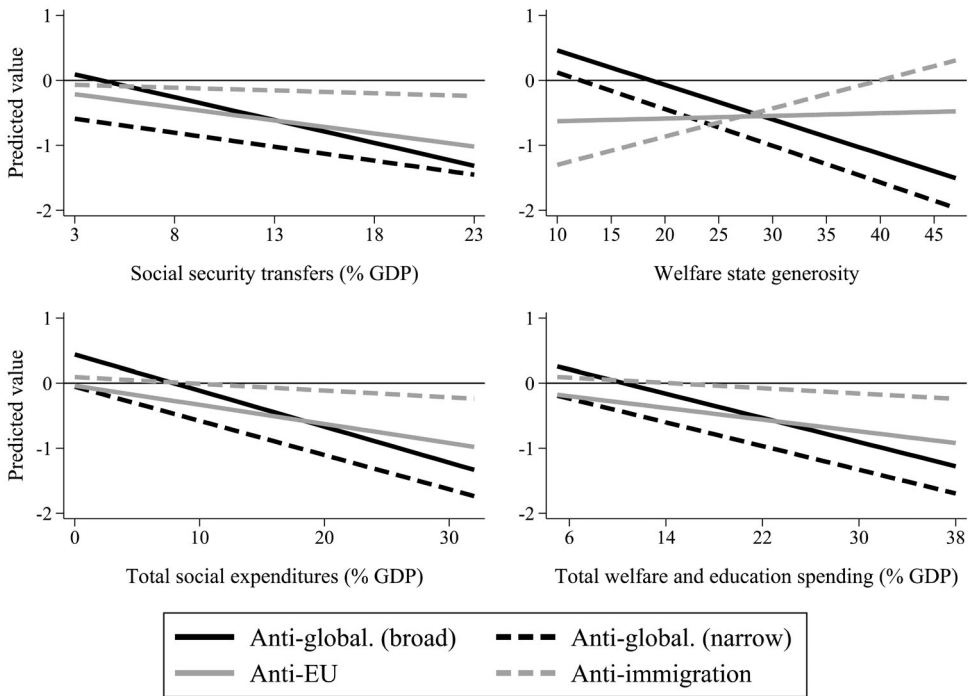 1
0
-1
-2
Predicted value
3 8 13 18 23
Social security transfers (% GDP)
1
0
-1
-2
10 15 20 25 30 35 40 45
Welfare state generosity
1
0
-1
-2
Predicted value
0 10 20 30
Total social expenditures (% GDP)
1
0
-1
-2
6 14 22 30 38
Total welfare and education spending (% GDP)
Anti-global. (broad) Anti-global. (narrow)
Anti-EU Anti-immigration